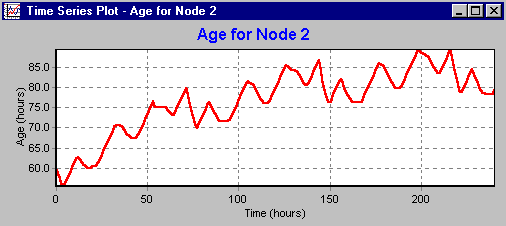 Time Series Plot - Age for Node 2
Age for Node 2
85.0
80.0
75.0
70.0
65.0
60.0
Age (hours)
0 50 100 150 200
Time (hours)